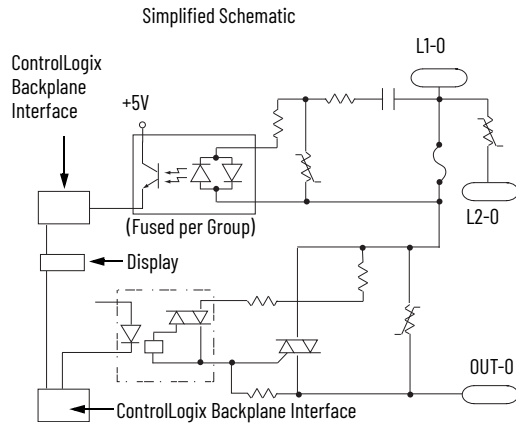 Simplified Schematic
L1-0
ControlLogix
Backplane
Interface
+5V
L2-0
(Fused per Group)
Display
OUT-0
ControlLogix Backplane Interface